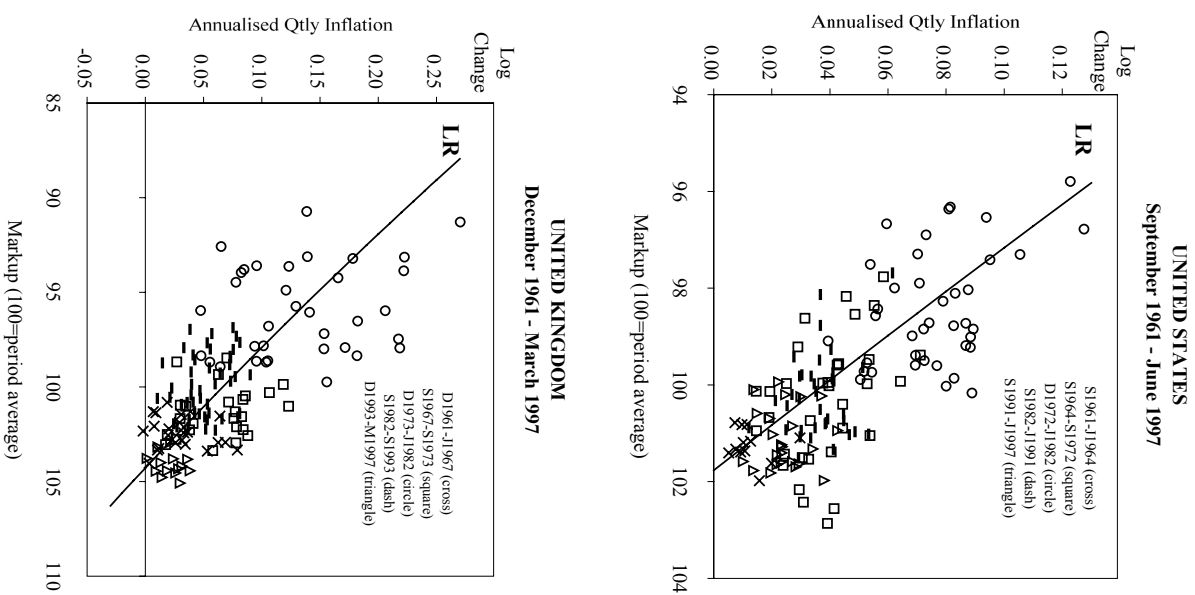 UNITED STATES
September 1961 - June 1997
Log
Change
0.12
0.10
0.08
0.06
0.04
0.02
0.00
LR
S1961-J1964 (cross)
S1964-S1972 (square)
D1972-J1982 (circle)
S1982-J1991 (dash)
S1991-J1997 (triangle)
Annualised Qtly Inflation
94
96
98
100
102
104
Markup (100=period average)
UNITED KINGDOM
December 1961 - March 1997
Log
Change
0.25
0.20
0.15
0.10
0.05
0.00
-0.05
LR
D1961-J1967 (cross)
S1967-S1973 (square)
D1973-J1982 (circle)
S1982-S1993 (dash)
D1993-M1997 (triangle)
Annualised Qtly Inflation
85
90
95
100
105
110
Markup (100=period average)